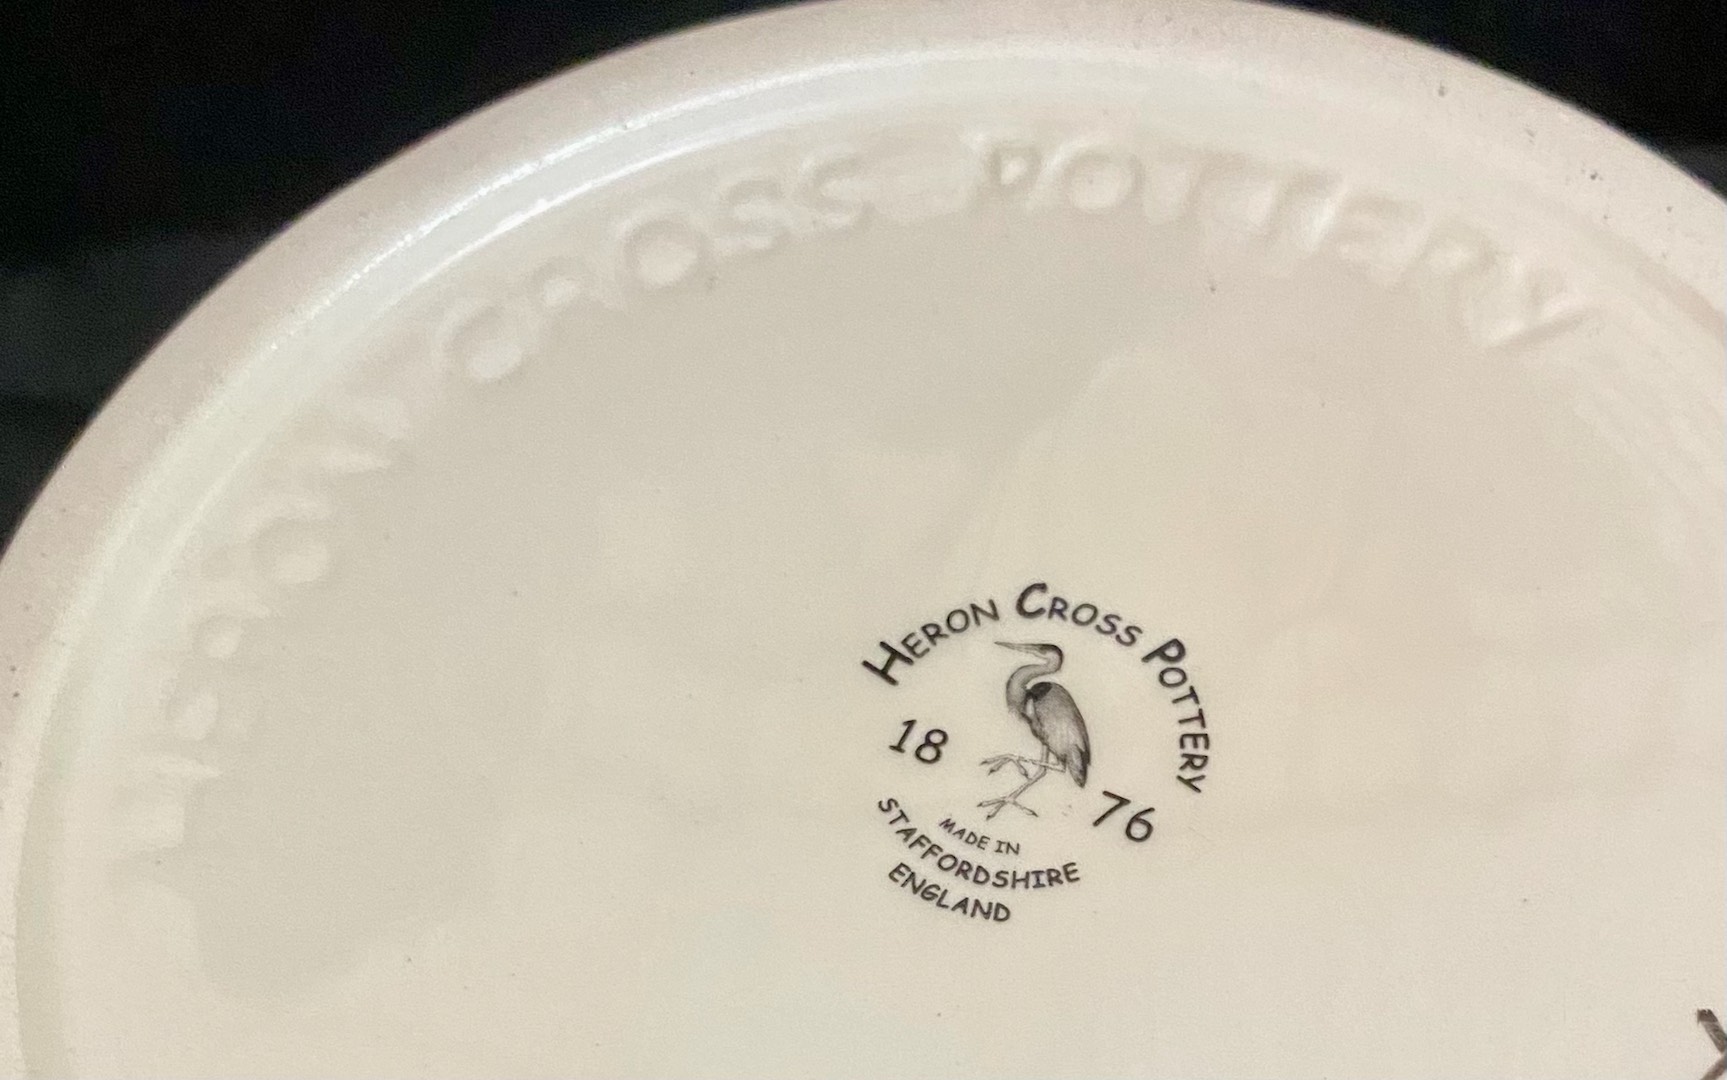 HERON CROSS POTTERY
HERON CROSS POTTERY
18 76
MADE IN
STAFFORDSHIRE
ENGLAND